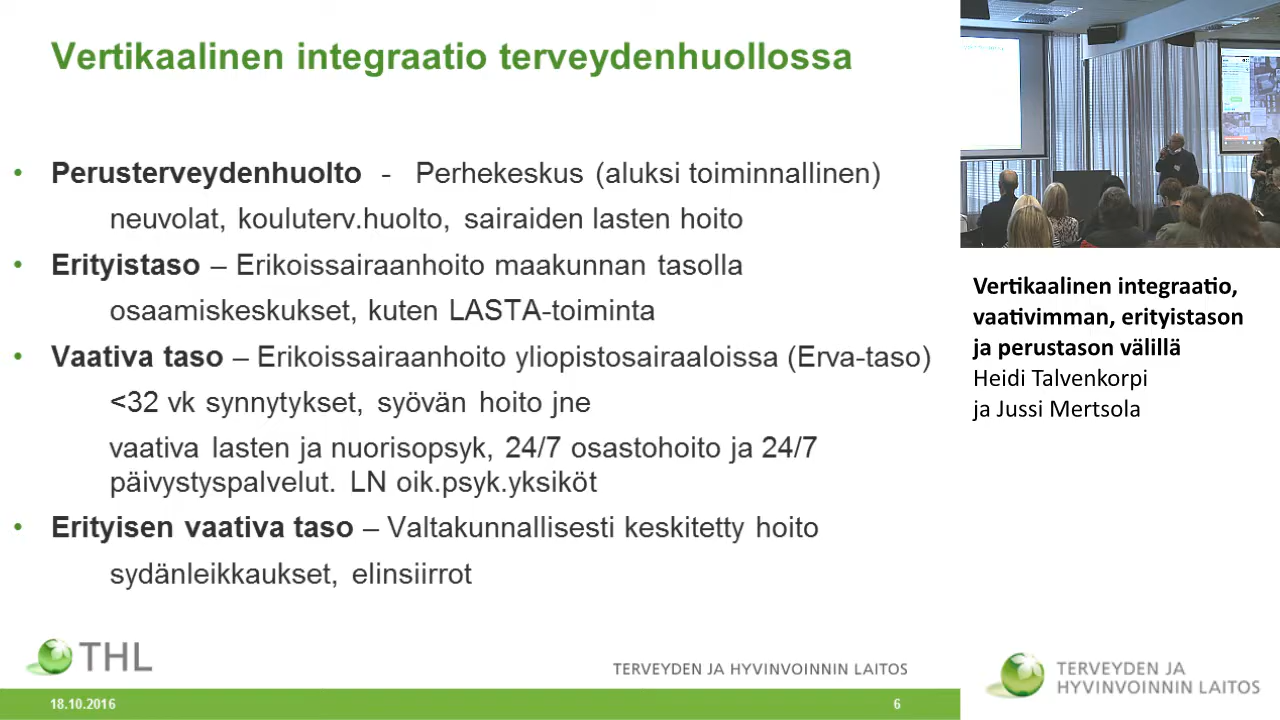 Vertikaalinen integraatio terveydenhuollossa
• Perusterveydenhuolto - Perhekeskus (aluksi toiminnallinen)
neuvolat, kouluterv.huolto, sairaiden lasten hoito
• Erityistaso – Erikoissairaanhoito maakunnan tasolla
osaamiskeskukset, kuten LASTA-toiminta
• Vaativa taso – Erikoissairaanhoito yliopistosairaaloissa (Erva-taso)
<32 vk synnytykset, syövän hoito jne
vaativa lasten ja nuorisopsyk, 24/7 osastohoito ja 24/7
päivystyspalvelut. LN oik.psyk.yksiköt
• Erityisen vaativa taso – Valtakunnallisesti keskitetty hoito
sydänleikkaukset, elinsiirrot
THL
TERVEYDEN JA HYVINVOINNIN LAITOS
18.10.2016
6
Vertikaalinen integraatio,
vaativimman, erityistason
ja perustason välillä
Heidi Talvenkorpi
ja Jussi Mertsola
TERVEYDEN JA
HYVINVOINNIN LAITOS